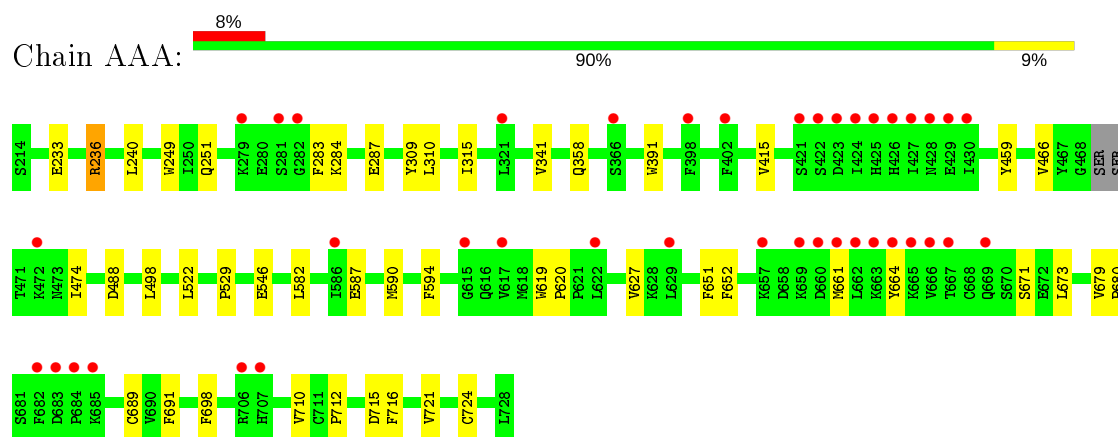 8%
Chain AAA:
90% 9%
S214 E233 R236 L240 W249 I250 Q251 K279 E280 S281 G282 F283 K284 E287 Y309 L310 I315 L321 V341 Q358 S366 W391 F398 F402 V415 S421 S422 D423 I424 H425 H426 I427 N428 E429 I430 Y459 V466 Y467 G468 SER SER
T471 K472 N473 I474 D488 L498 L522 P529 E546 L582 I586 E587 M590 F594 G615 Q616 V617 M618 W619 P620 P621 L622 V627 K628 L629 F651 F652 K657 D658 K659 D660 M661 L662 K663 Y664 K665 V666 T667 C668 Q669 S670 S671 E672 L673 V679 P680
S681 F682 D683 P684 K685 C689 V690 F691 F698 R706 H707 V710 C711 P712 D715 F716 V721 C724 L728